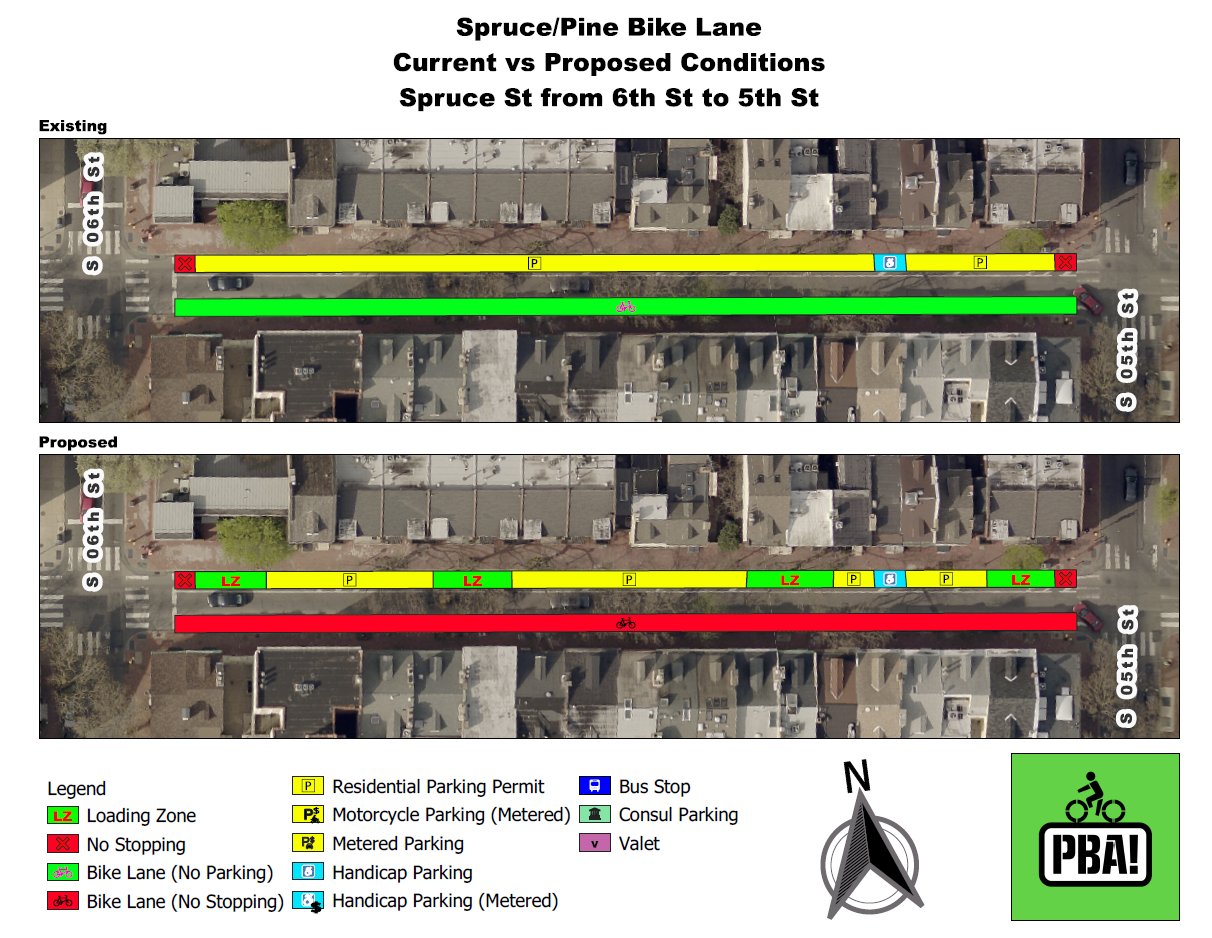 Spruce/Pine Bike Lane
Current vs Proposed Conditions
Spruce St from 6th St to 5th St
Existing
S 06th St
P
P
S 05th St
Proposed
S 06th St
LZ
P
LZ
P
LZ
P
P
LZ
S 05th St
Legend
LZ Loading Zone
No Stopping
Bike Lane (No Parking)
Bike Lane (No Stopping)
P Residential Parking Permit
P$ Motorcycle Parking (Metered)
P$ Metered Parking
Handicap Parking
$ Handicap Parking (Metered)
Bus Stop
Consul Parking
v Valet
N
PBA!